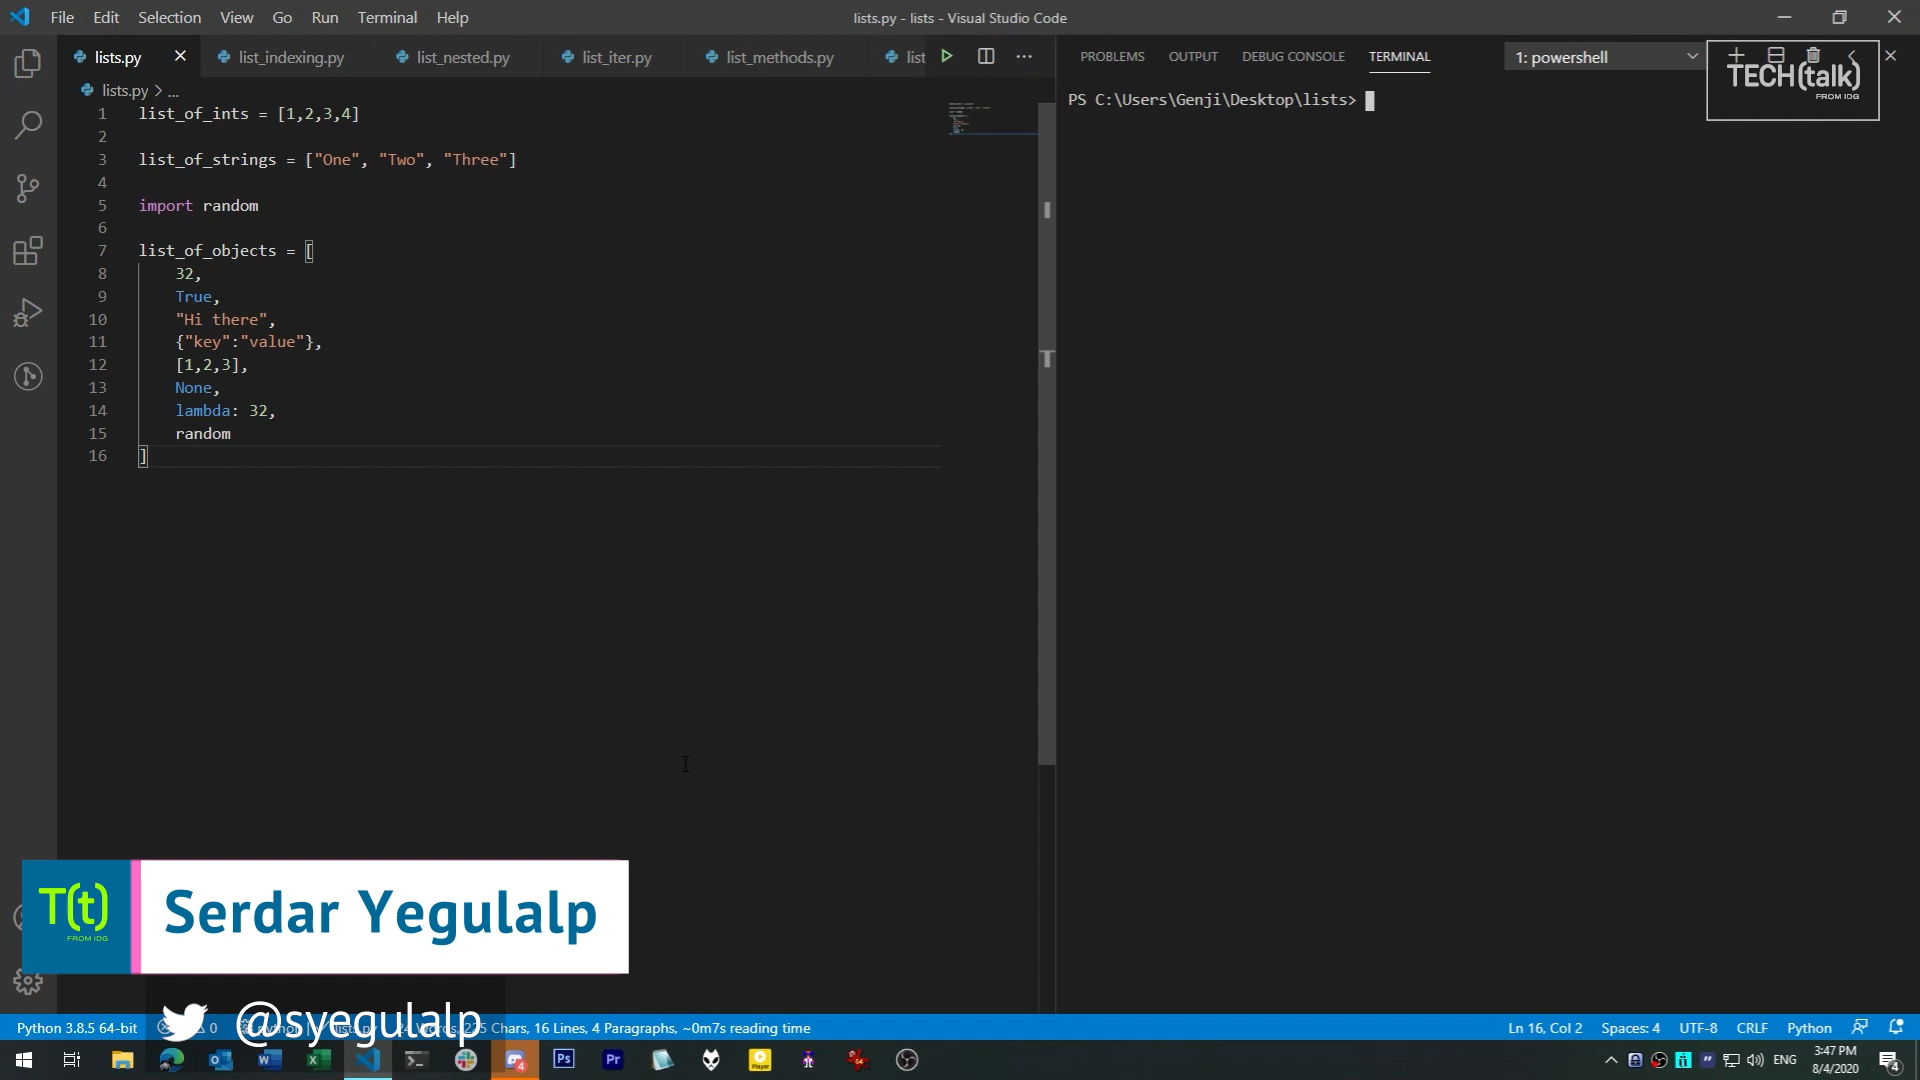 File Edit Selection View Go Run Terminal Help
lists.py - lists - Visual Studio Code
lists.py list_indexing.py list_nested.py list_iter.py list_methods.py list
PROBLEMS OUTPUT DEBUG CONSOLE TERMINAL 1: powershell
TECH(talk)
FROM IDG
lists.py > ...
PS C:\Users\Genji\Desktop\lists>
1 list_of_ints = [1,2,3,4]
2
3 list_of_strings = ["One", "Two", "Three"]
4
5 import random
6
7 list_of_objects = [
8 32,
9 True,
10 "Hi there",
11 {"key":"value"},
12 [1,2,3],
13 None,
14 lambda: 32,
15 random
16 ]
T(t)
FROM IDG
Serdar Yegulalp
@syegulalp
Python 3.8.5 64-bit 0 Chars, 16 Lines, 4 Paragraphs, ~0m7s reading time Ln 16, Col 2 Spaces: 4 UTF-8 CRLF Python
4 Ps Pr Player 64 ENG
3:47 PM
8/4/2020
4